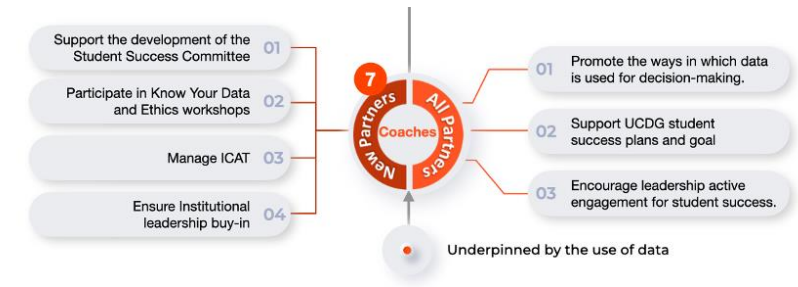 Support the development of the
Student Success Committee
01
Participate in Know Your Data
and Ethics workshops
02
Manage ICAT
03
Ensure Institutional
leadership buy-in
04
7
New Partners
Coaches
All Partners
01
Promote the ways in which data
is used for decision-making.
02
Support UCDG student
success plans and goal
03
Encourage leadership active
engagement for student success.
Underpinned by the use of data